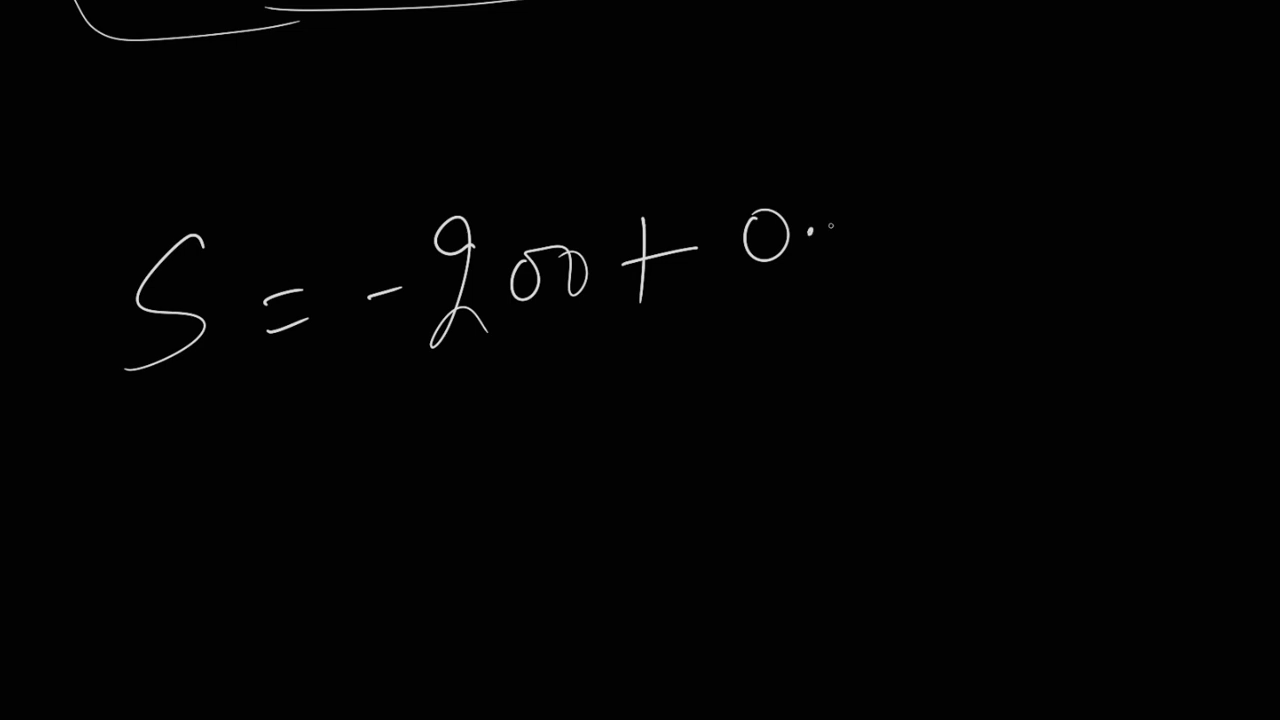 S = -200 + 0.